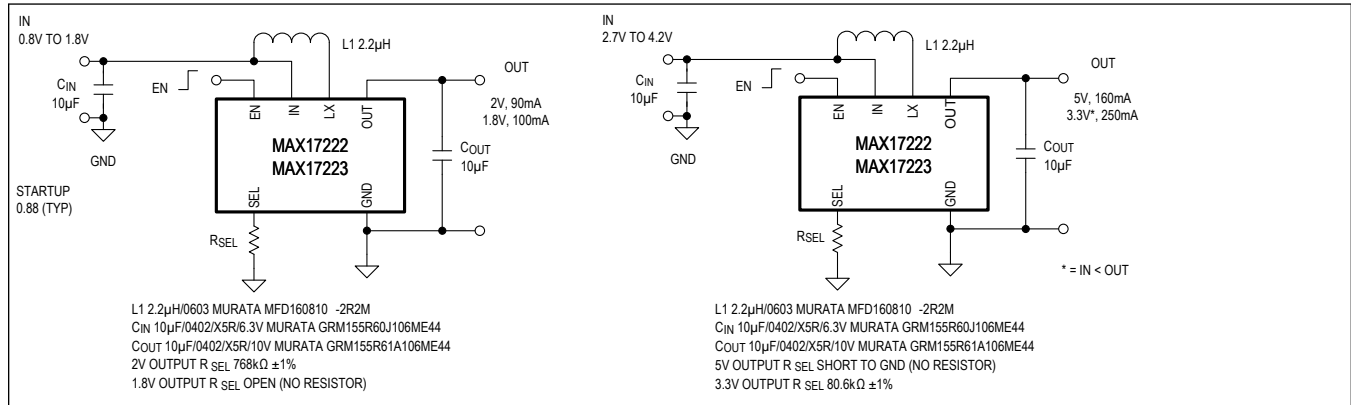 IN
0.8V TO 1.8V
L1 2.2µH
CIN
10µF
EN
OUT
2V, 90mA
1.8V, 100mA
EN
IN
LX
OUT
MAX17222
MAX17223
COUT
10µF
GND
SEL
GND
STARTUP
0.88 (TYP)
RSEL
L1 2.2µH/0603 MURATA MFD160810 -2R2M
CIN 10µF/0402/X5R/6.3V MURATA GRM155R60J106ME44
COUT 10µF/0402/X5R/10V MURATA GRM155R61A106ME44
2V OUTPUT R SEL 768kΩ ±1%
1.8V OUTPUT R SEL OPEN (NO RESISTOR)
IN
2.7V TO 4.2V
L1 2.2µH
CIN
10µF
EN
OUT
5V, 160mA
3.3V*, 250mA
EN
IN
LX
OUT
MAX17222
MAX17223
COUT
10µF
GND
SEL
GND
RSEL
* = IN < OUT
L1 2.2µH/0603 MURATA MFD160810 -2R2M
CIN 10µF/0402/X5R/6.3V MURATA GRM155R60J106ME44
COUT 10µF/0402/X5R/10V MURATA GRM155R61A106ME44
5V OUTPUT R SEL SHORT TO GND (NO RESISTOR)
3.3V OUTPUT R SEL 80.6kΩ ±1%